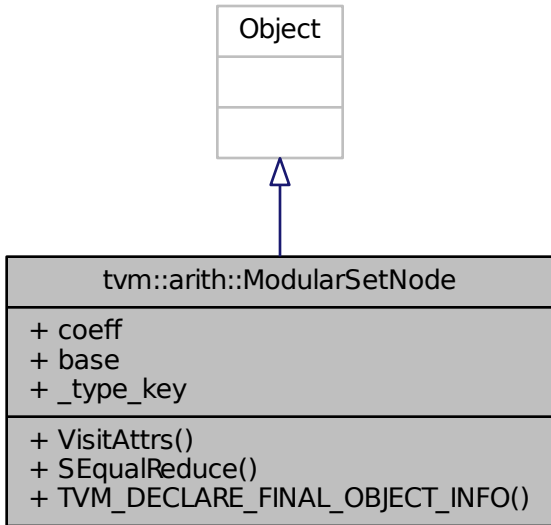 Object
tvm::arith::ModularSetNode
+ coeff
+ base
+ _type_key
+ VisitAttrs()
+ SEqualReduce()
+ TVM_DECLARE_FINAL_OBJECT_INFO()